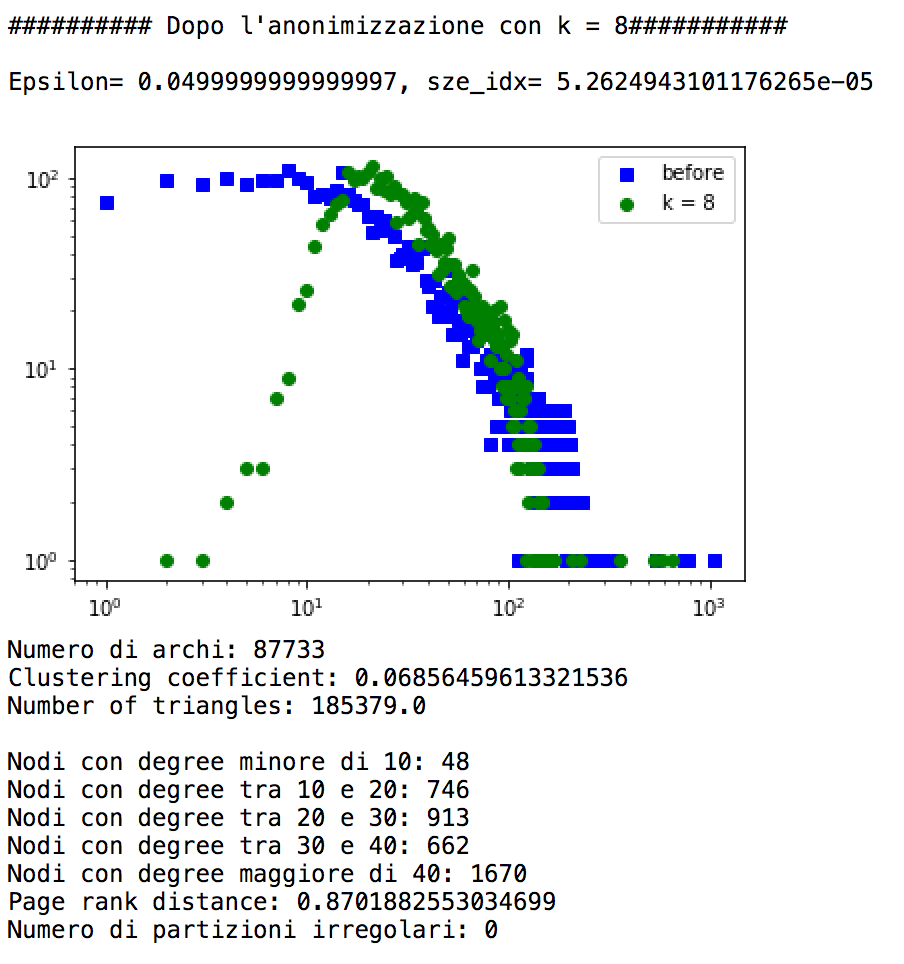 ########## Dopo l'anonimizzazione con k = 8###########
Epsilon= 0.0499999999999997, sze_idx= 5.2624943101176265e-05
before
k = 8
10²
10¹
10⁰
10⁰ 10¹ 10² 10³
Numero di archi: 87733
Clustering coefficient: 0.06856459613321536
Number of triangles: 185379.0
Nodi con degree minore di 10: 48
Nodi con degree tra 10 e 20: 746
Nodi con degree tra 20 e 30: 913
Nodi con degree tra 30 e 40: 662
Nodi con degree maggiore di 40: 1670
Page rank distance: 0.8701882553034699
Numero di partizioni irregolari: 0